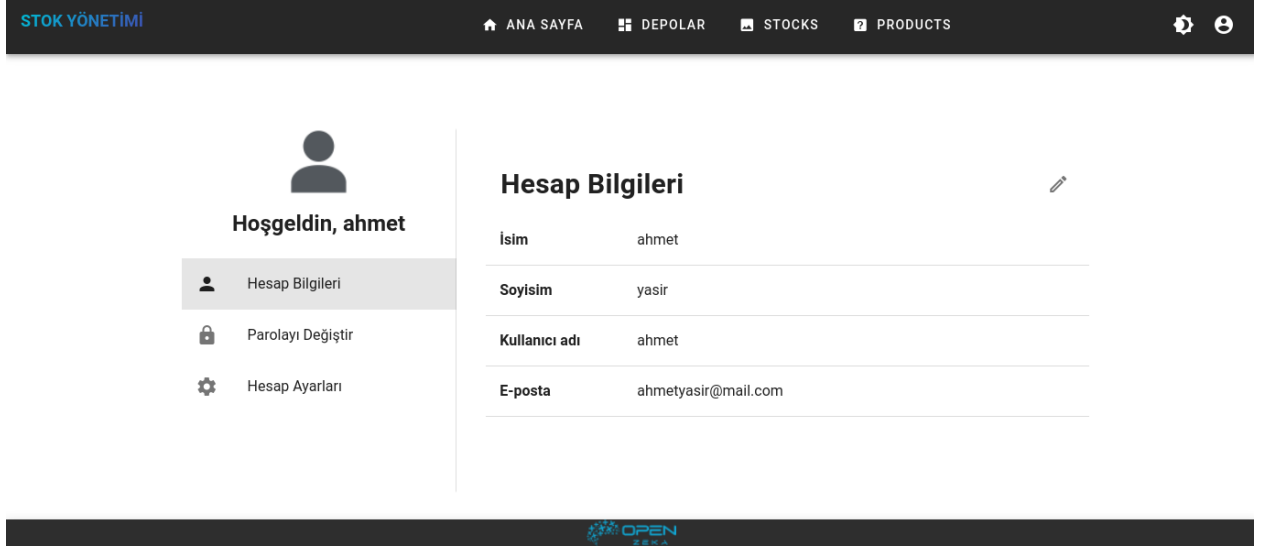 STOK YÖNETİMİ
ANA SAYFA DEPOLAR STOCKS PRODUCTS
Hoşgeldin, ahmet
Hesap Bilgileri
Parolayı Değiştir
Hesap Ayarları
Hesap Bilgileri
İsim ahmet
Soyisim yasir
Kullanıcı adı ahmet
E-posta ahmetyasir@mail.com
OPEN
ZEKA